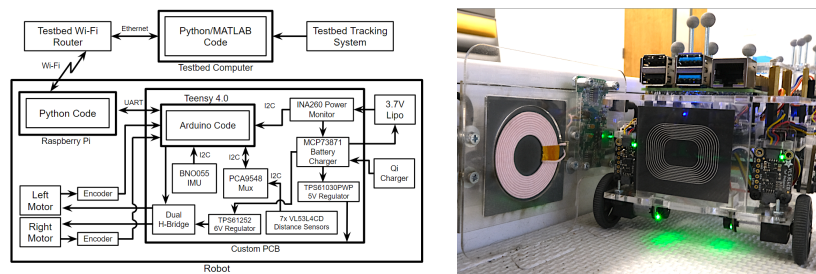 Testbed Wi-Fi
Router
Ethernet
Python/MATLAB
Code
Testbed Tracking
System
Testbed Computer
Wi-Fi
Python Code
Raspberry Pi
UART
Teensy 4.0
Arduino Code
I2C
INA260 Power
Monitor
3.7V
Lipo
MCP73871
Battery
Charger
Qi
Charger
I2C
BNO055
IMU
I2C
PCA9548
Mux
I2C
TPS61030PWP
5V Regulator
Left
Motor
Encoder
Right
Motor
Encoder
Dual
H-Bridge
TPS61252
6V Regulator
7x VL53L4CD
Distance Sensors
Custom PCB
Robot